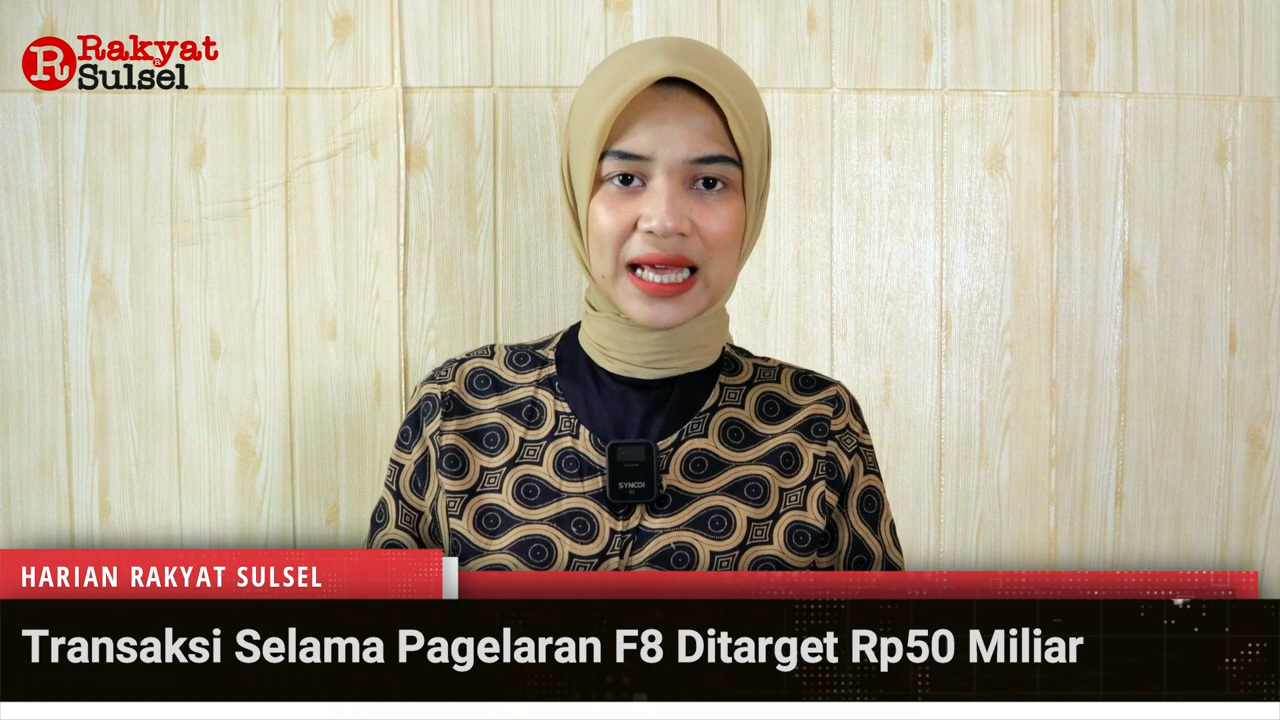 Rakyat
Sulsel
SYNCO
HARIAN RAKYAT SULSEL
Transaksi Selama Pagelaran F8 Ditarget Rp50 Miliar